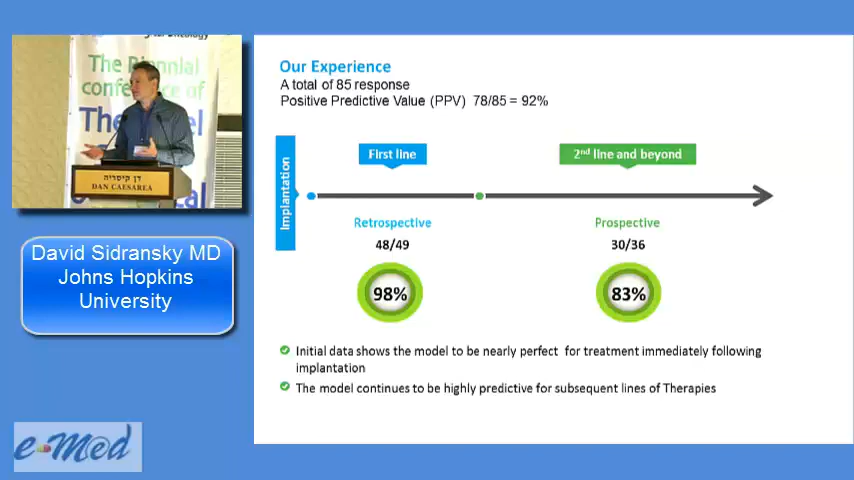 The Biennial
conference of
דן קיסריה
DAN CAESAREA
David Sidransky MD
Johns Hopkins
University
e-Med
Our Experience
A total of 85 response
Positive Predictive Value (PPV) 78/85 = 92%
Implantation
First line
2nd line and beyond
Retrospective
48/49
98%
Prospective
30/36
83%
Initial data shows the model to be nearly perfect for treatment immediately following
implantation
The model continues to be highly predictive for subsequent lines of Therapies